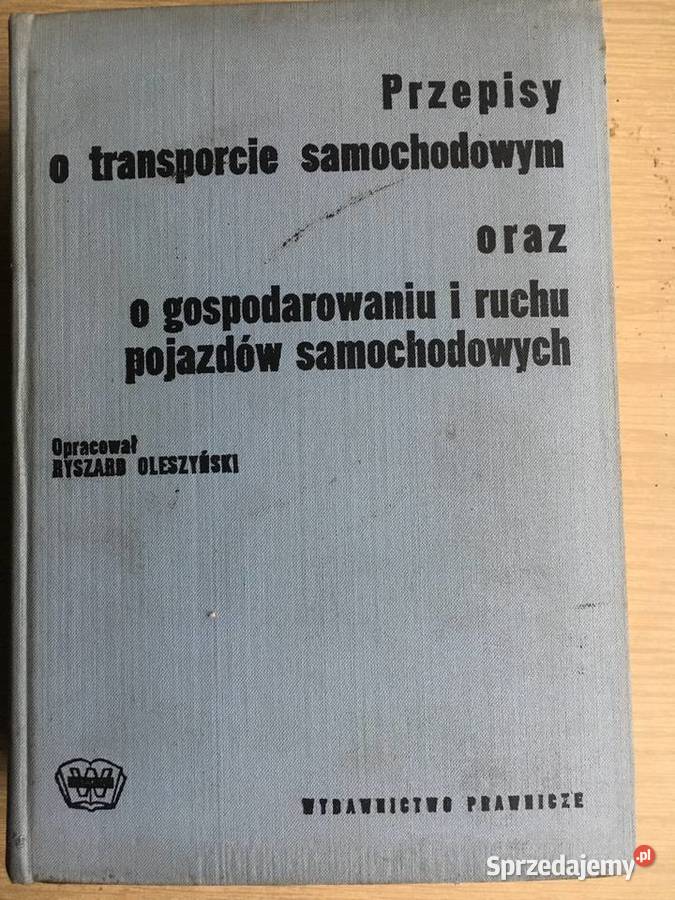 Przepisy
o transporcie samochodowym
oraz
o gospodarowaniu i ruchu
pojazdów samochodowych
Opracował
RYSZARD OLESZYŃSKI
W
WYDAWNICTWO PRAWNICZE
Sprzedajemy.pl